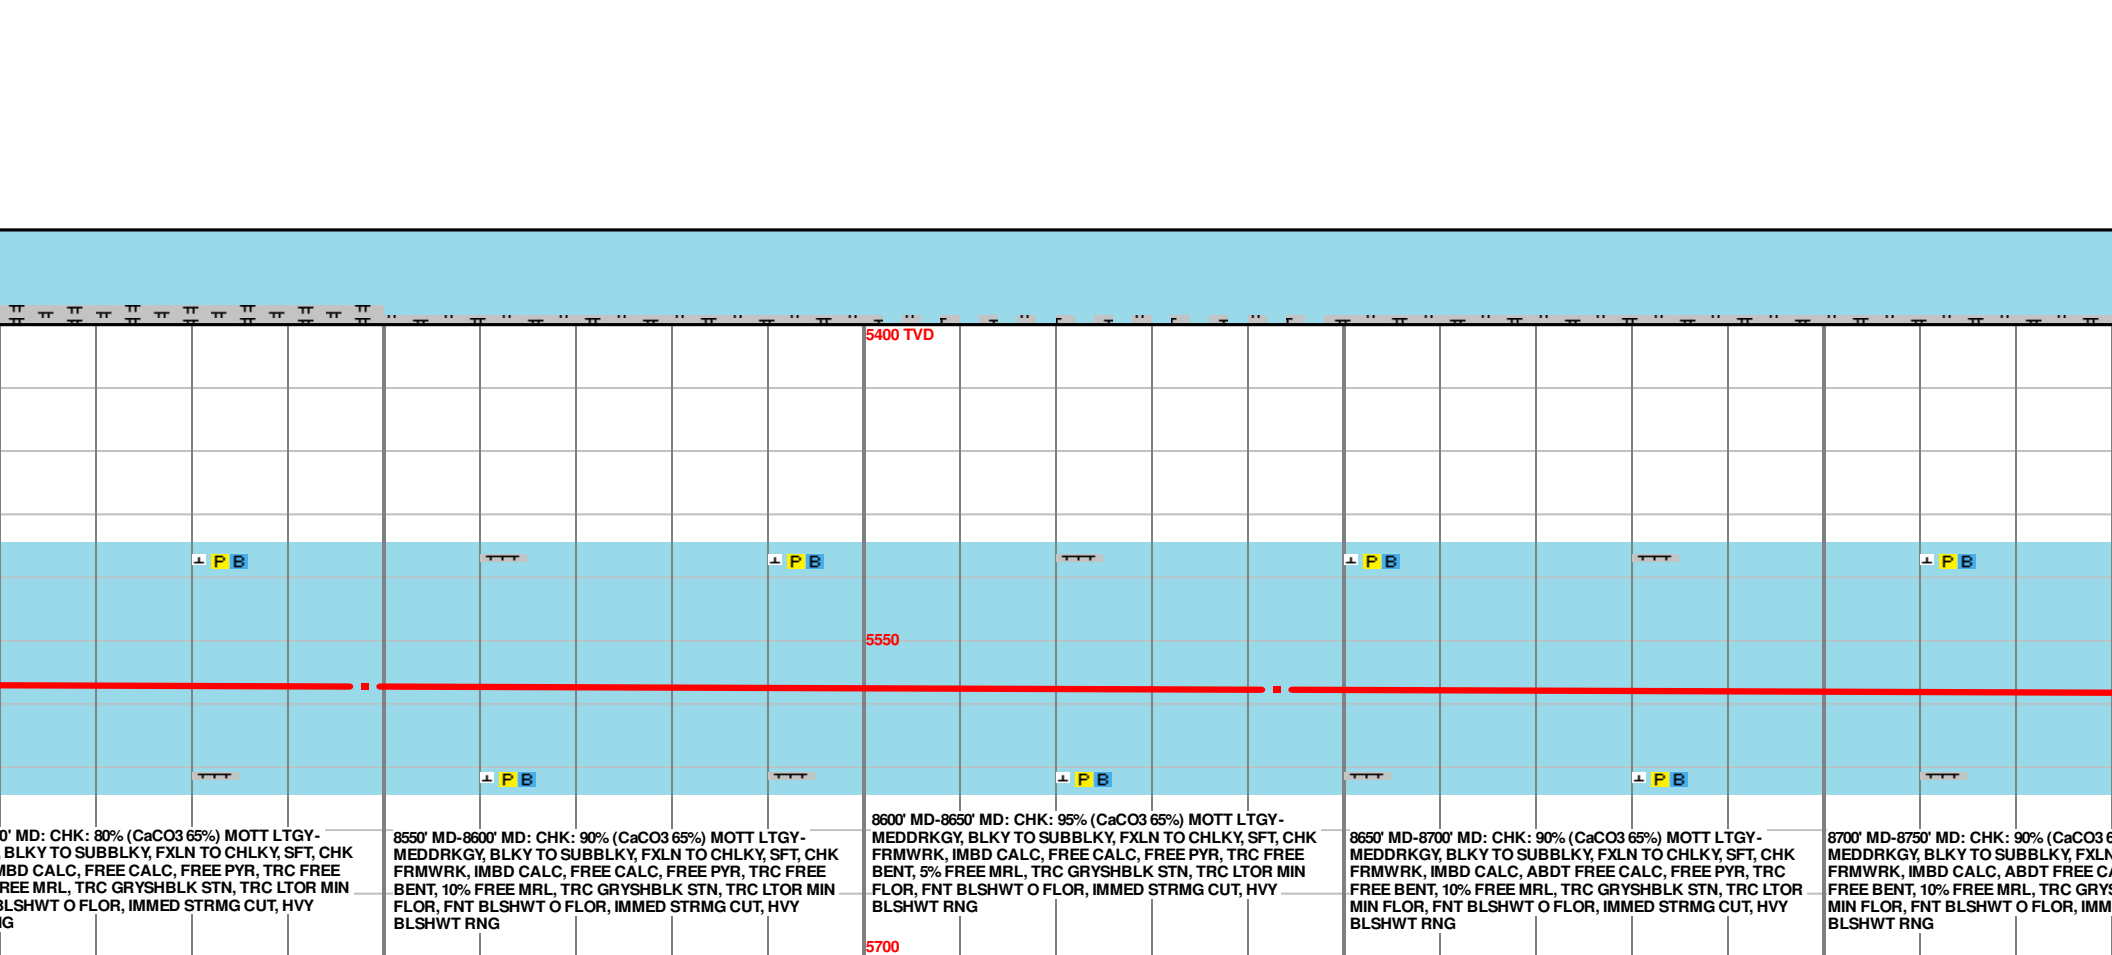 5400 TVD
P B
P B
P B
P B
5550
P B
P B
P B
0' MD: CHK: 80% (CaCO3 65%) MOTT LTGY-
BLKY TO SUBBLKY, FXLN TO CHLKY, SFT, CHK
MBD CALC, FREE CALC, FREE PYR, TRC FREE
REE MRL, TRC GRYSHBLK STN, TRC LTOR MIN
BLSHWT O FLOR, IMMED STRMG CUT, HVY
G
8550' MD-8600' MD: CHK: 90% (CaCO3 65%) MOTT LTGY-
MEDDRKGY, BLKY TO SUBBLKY, FXLN TO CHLKY, SFT, CHK
FRMWRK, IMBD CALC, FREE CALC, FREE PYR, TRC FREE
BENT, 10% FREE MRL, TRC GRYSHBLK STN, TRC LTOR MIN
FLOR, FNT BLSHWT O FLOR, IMMED STRMG CUT, HVY
BLSHWT RNG
8600' MD-8650' MD: CHK: 95% (CaCO3 65%) MOTT LTGY-
MEDDRKGY, BLKY TO SUBBLKY, FXLN TO CHLKY, SFT, CHK
FRMWRK, IMBD CALC, FREE CALC, FREE PYR, TRC FREE
BENT, 5% FREE MRL, TRC GRYSHBLK STN, TRC LTOR MIN
FLOR, FNT BLSHWT O FLOR, IMMED STRMG CUT, HVY
BLSHWT RNG
8650' MD-8700' MD: CHK: 90% (CaCO3 65%) MOTT LTGY-
MEDDRKGY, BLKY TO SUBBLKY, FXLN TO CHLKY, SFT, CHK
FRMWRK, IMBD CALC, ABDT FREE CALC, FREE PYR, TRC
FREE BENT, 10% FREE MRL, TRC GRYSHBLK STN, TRC LTOR
MIN FLOR, FNT BLSHWT O FLOR, IMMED STRMG CUT, HVY
BLSHWT RNG
8700' MD-8750' MD: CHK: 90% (CaCO3 6
MEDDRKGY, BLKY TO SUBBLKY, FXLN
FRMWRK, IMBD CALC, ABDT FREE CA
FREE BENT, 10% FREE MRL, TRC GRYS
MIN FLOR, FNT BLSHWT O FLOR, IMM
BLSHWT RNG
5700